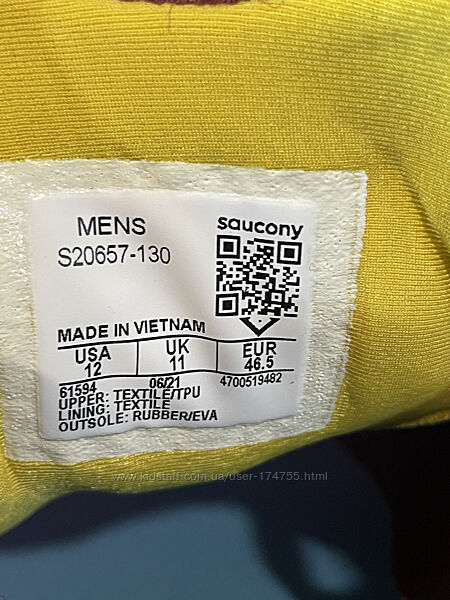 MENS
saucony
S20657-130
MADE IN VIETNAM
USA UK EUR
12 11 46.5
61594 06/21 4700519482
UPPER: TEXTILE/TPU
LINING: TEXTILE
OUTSOLE: RUBBER/EVA
www.kidstaff.com.ua/user-174755.html